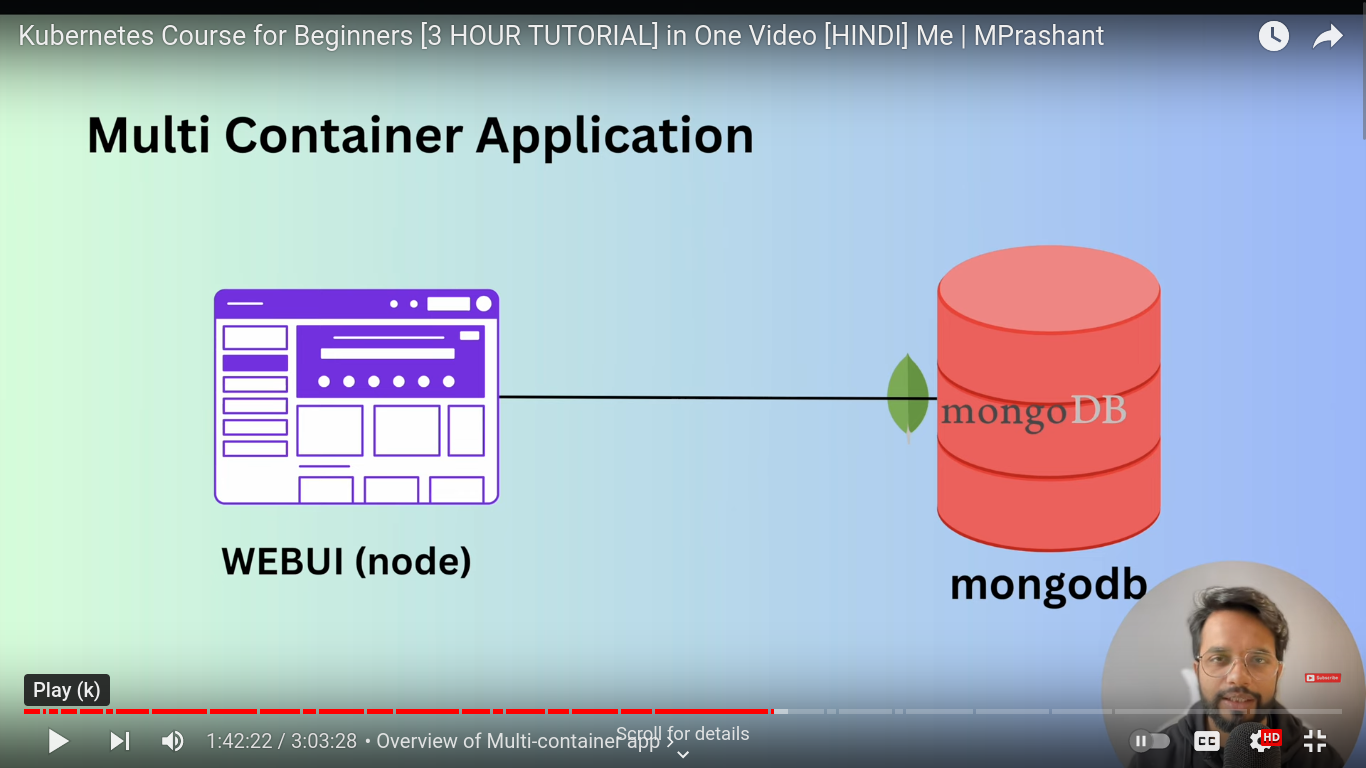 Kubernetes Course for Beginners [3 HOUR TUTORIAL] in One Video [HINDI] Me | MPrashant
Multi Container Application
mongoDB
WEBUI (node)
mongodb
Subscribe
Play (k)
1:42:22 / 3:03:28 • Overview of Multi-container app ›
Scroll for details
CC
HD